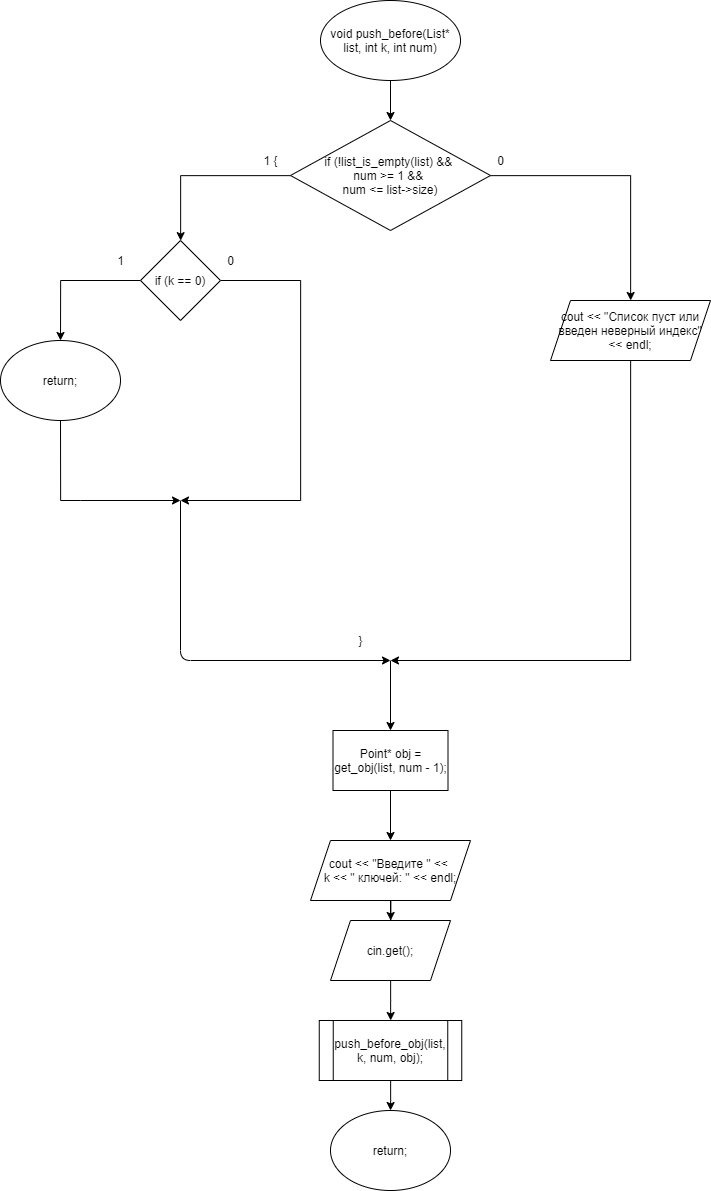 void push_before(List*
list, int k, int num)
1 {
if (!list_is_empty(list) &&
num >= 1 &&
num <= list->size)
0
1
if (k == 0)
0
return;
cout << "Список пуст или
введен неверный индекс"
<< endl;
}
Point* obj =
get_obj(list, num - 1);
cout << "Введите " <<
k << " ключей: " << endl;
cin.get();
push_before_obj(list,
k, num, obj);
return;